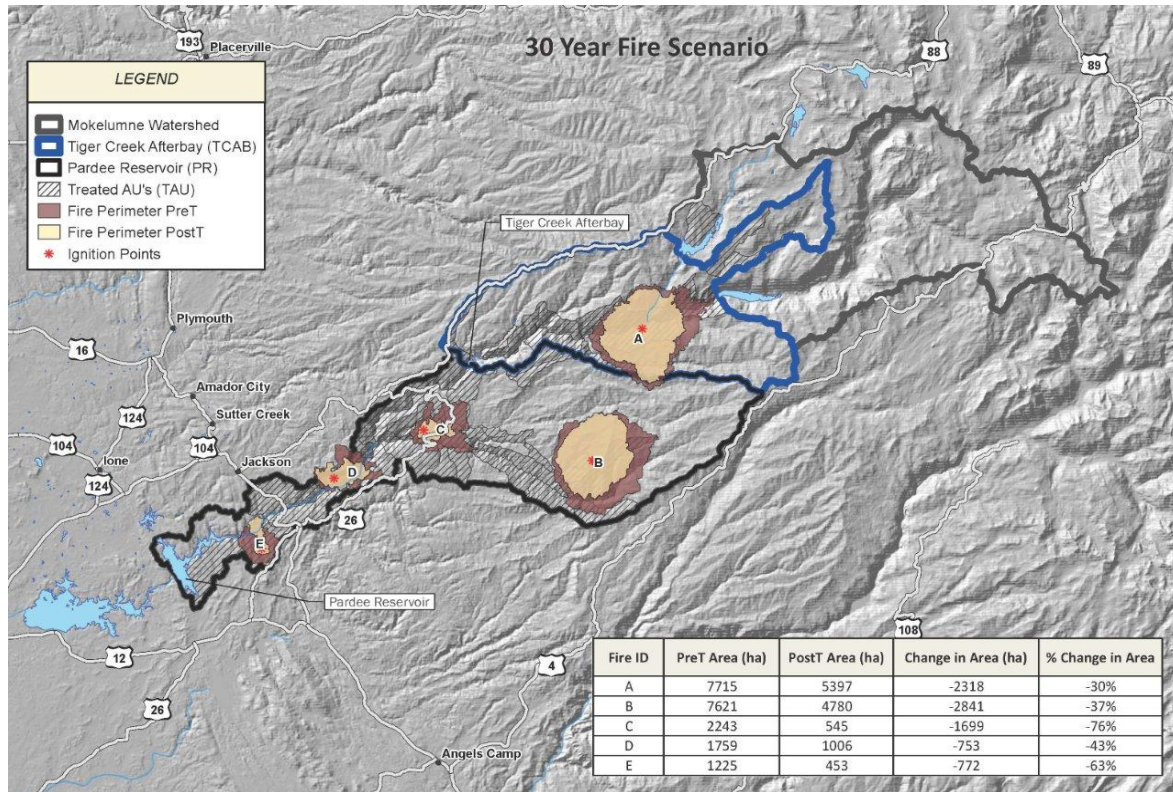 30 Year Fire Scenario
193
Placerville
88
89
LEGEND
Mokelumne Watershed
Tiger Creek Afterbay (TCAB)
Pardee Reservoir (PR)
Treated AU's (TAU)
Fire Perimeter PreT
Fire Perimeter PostT
Ignition Points
Tiger Creek Afterbay
Plymouth
16
A
Amador City
124
Sutter Creek
C
104
104
Ione
Jackson
B
D
124
26
E
Pardee Reservoir
108
12
4
26
Angels Camp
Fire ID PreT Area (ha) PostT Area (ha) Change in Area (ha) % Change in Area
A 7715 5397 -2318 -30%
B 7621 4780 -2841 -37%
C 2243 545 -1699 -76%
D 1759 1006 -753 -43%
E 1225 453 -772 -63%